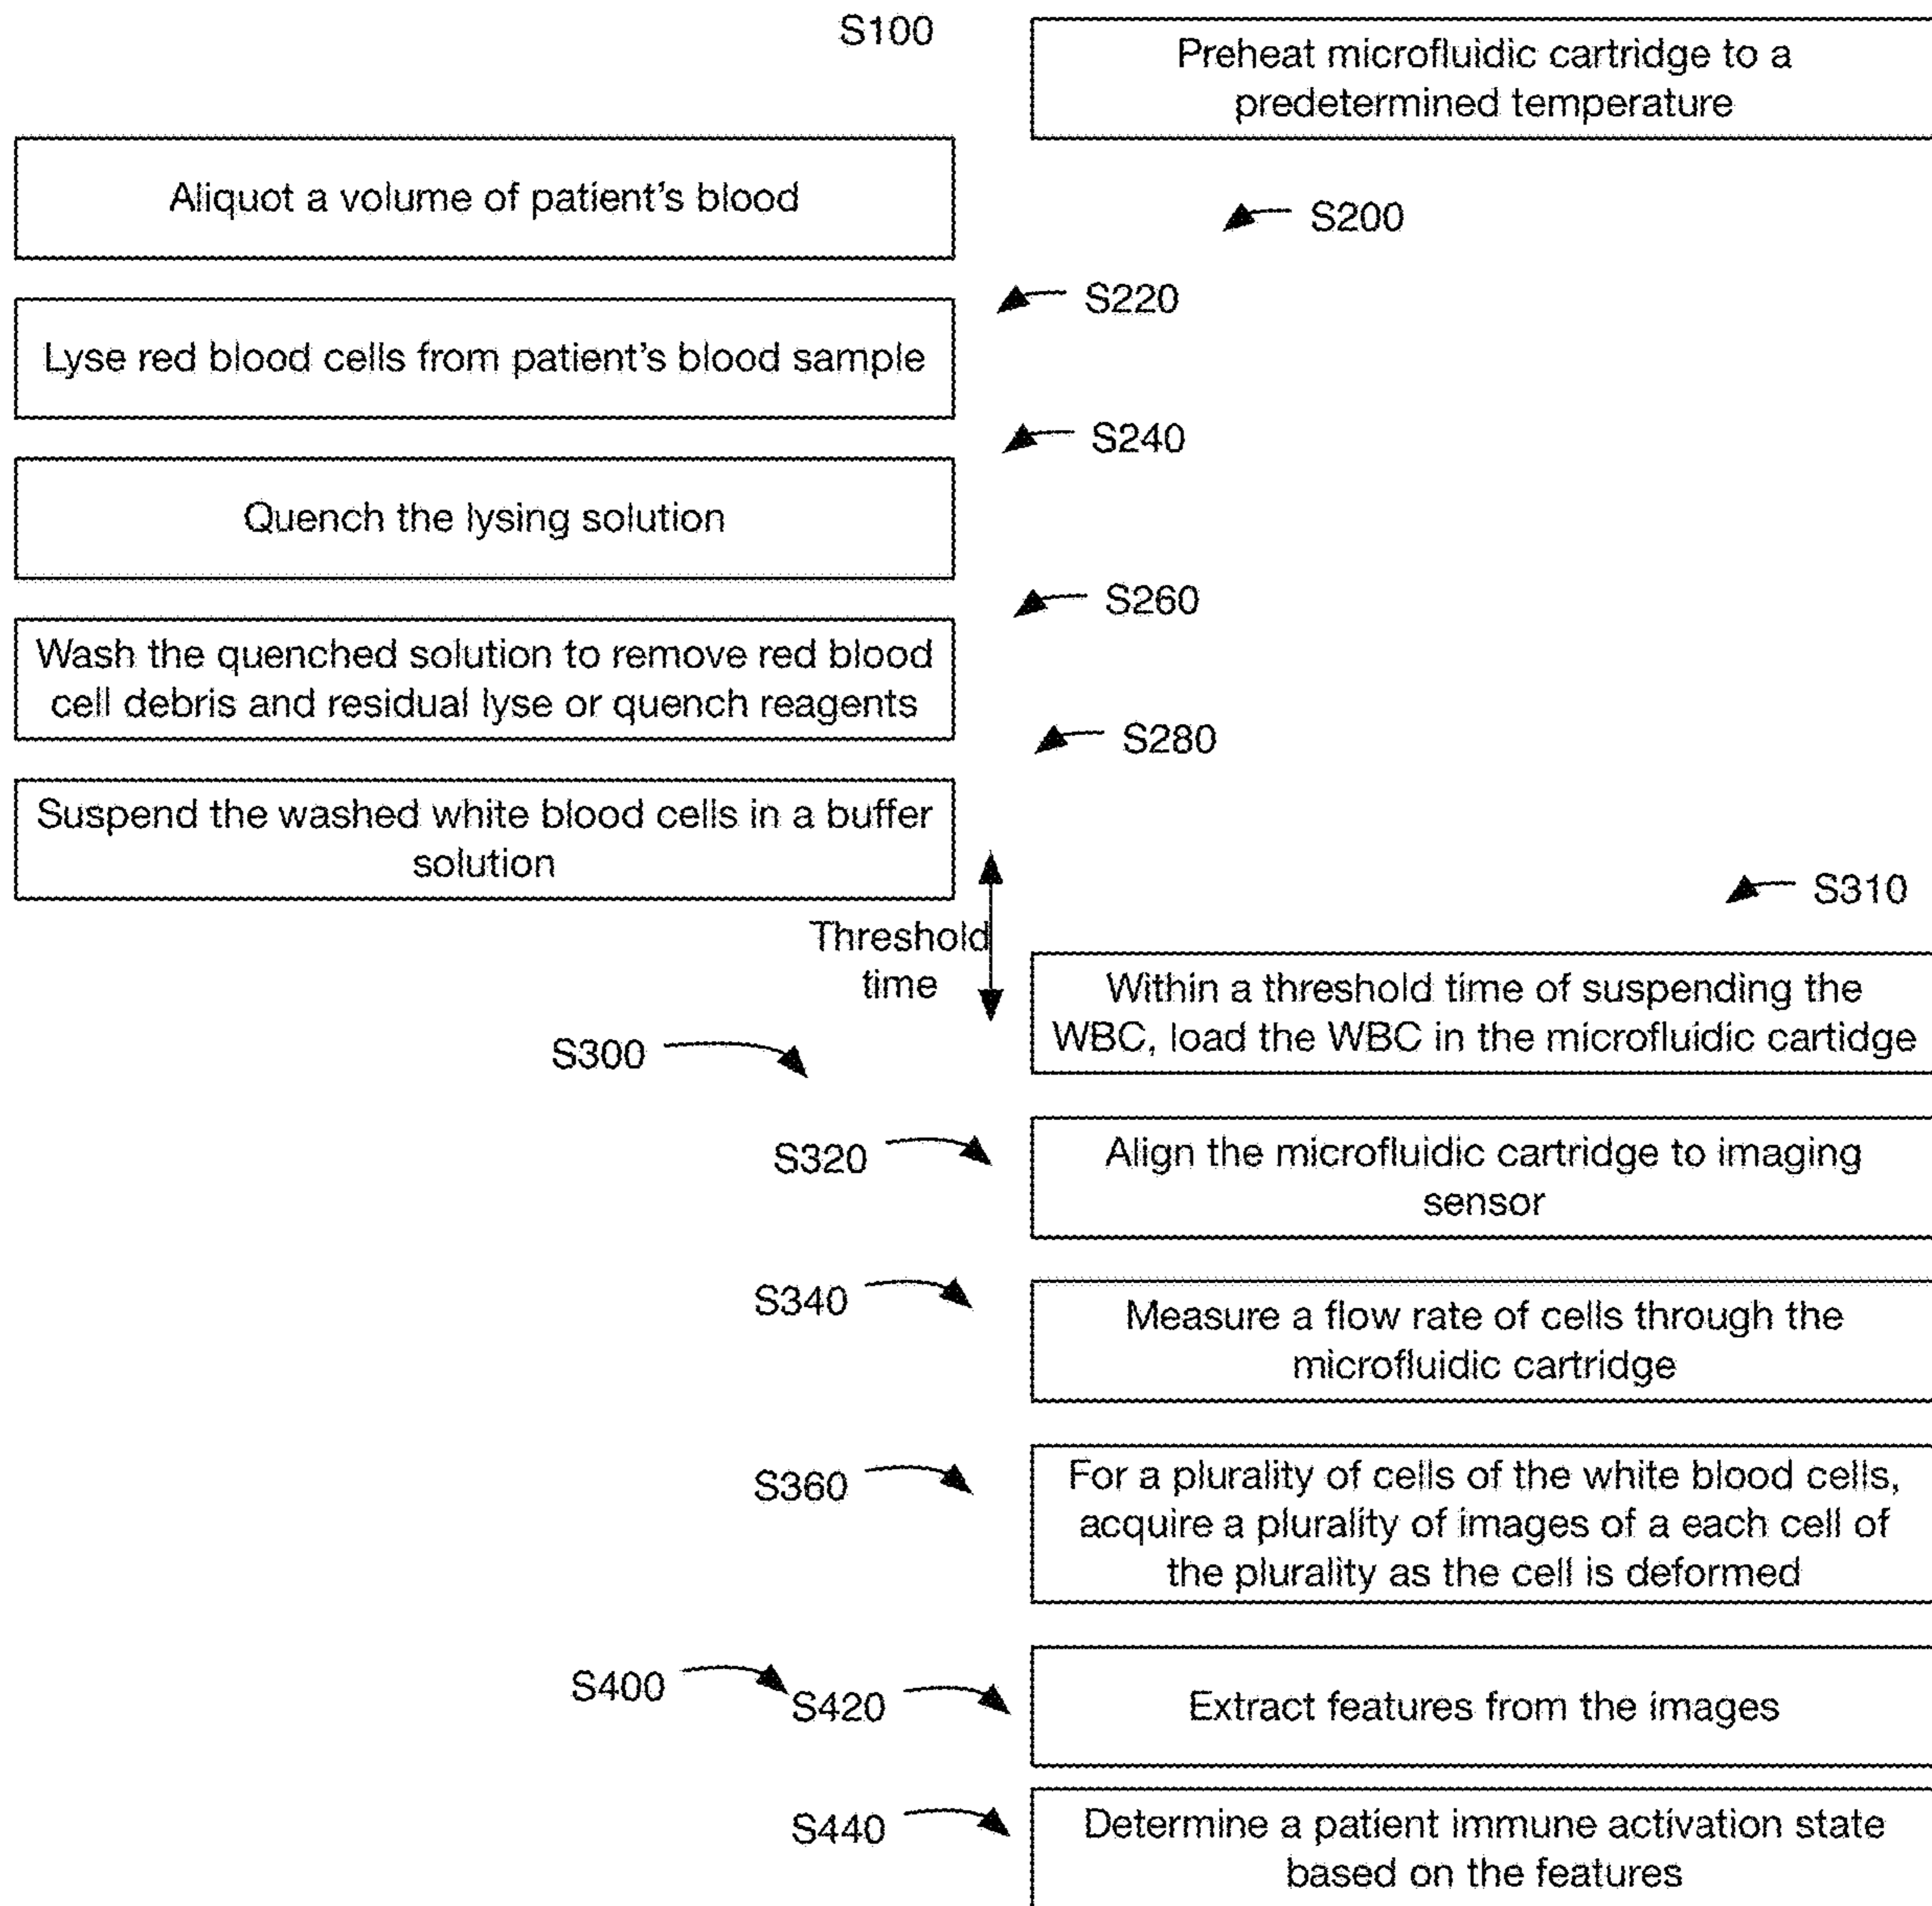 S100
Preheat microfluidic cartridge to a
predetermined temperature
Aliquot a volume of patient's blood
S200
S220
Lyse red blood cells from patient's blood sample
S240
Quench the lysing solution
S260
Wash the quenched solution to remove red blood
cell debris and residual lyse or quench reagents
S280
Suspend the washed white blood cells in a buffer
solution
S310
Threshold
time
Within a threshold time of suspending the
WBC, load the WBC in the microfluidic cartidge
S300
S320
Align the microfluidic cartridge to imaging
sensor
S340
Measure a flow rate of cells through the
microfluidic cartridge
S360
For a plurality of cells of the white blood cells,
acquire a plurality of images of a each cell of
the plurality as the cell is deformed
S400
S420
Extract features from the images
S440
Determine a patient immune activation state
based on the features